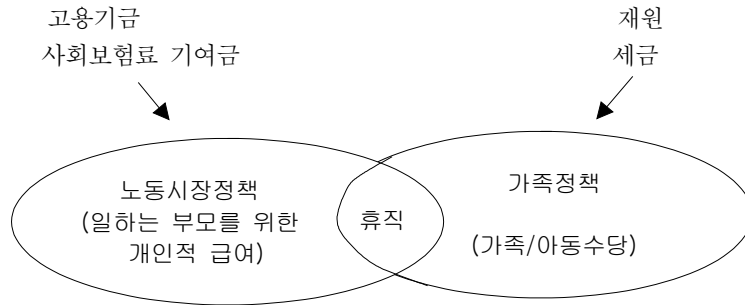 고용기금
사회보험료 기여금
재원
세금
노동시장정책
(일하는 부모를 위한
개인적 급여)
휴직
가족정책
(가족/아동수당)